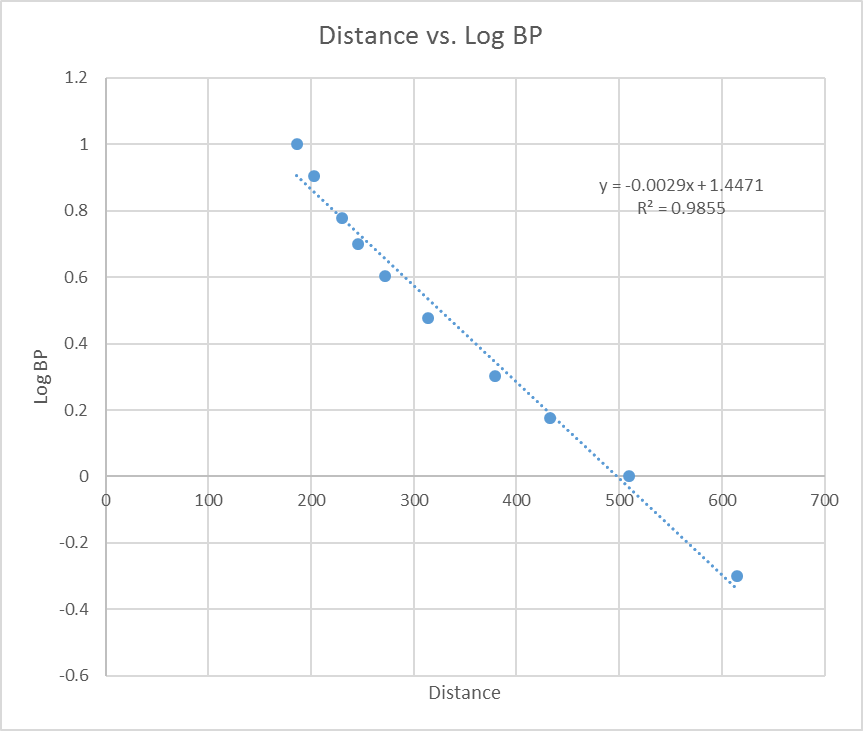 Distance vs. Log BP
1.2
1
0.8
0.6
0.4
0.2
0
-0.2
-0.4
-0.6
Log BP
y = -0.0029x + 1.4471
R² = 0.9855
0 100 200 300 400 500 600 700
Distance